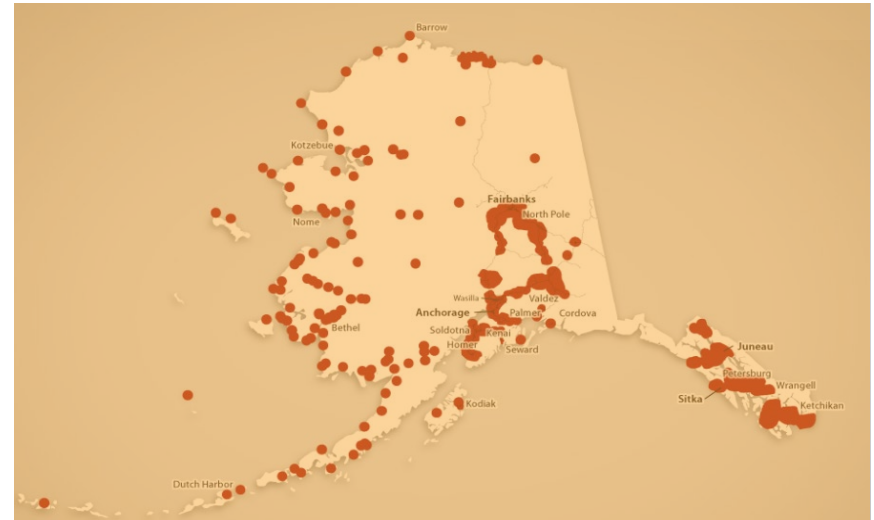 Barrow
Kotzebue
Fairbanks
North Pole
Nome
Wasilla
Valdez
Anchorage
Palmer
Cordova
Bethel
Soldotna
Kenai
Homer
Seward
Juneau
Petersburg
Wrangell
Sitka
Ketchikan
Kodiak
Dutch Harbor